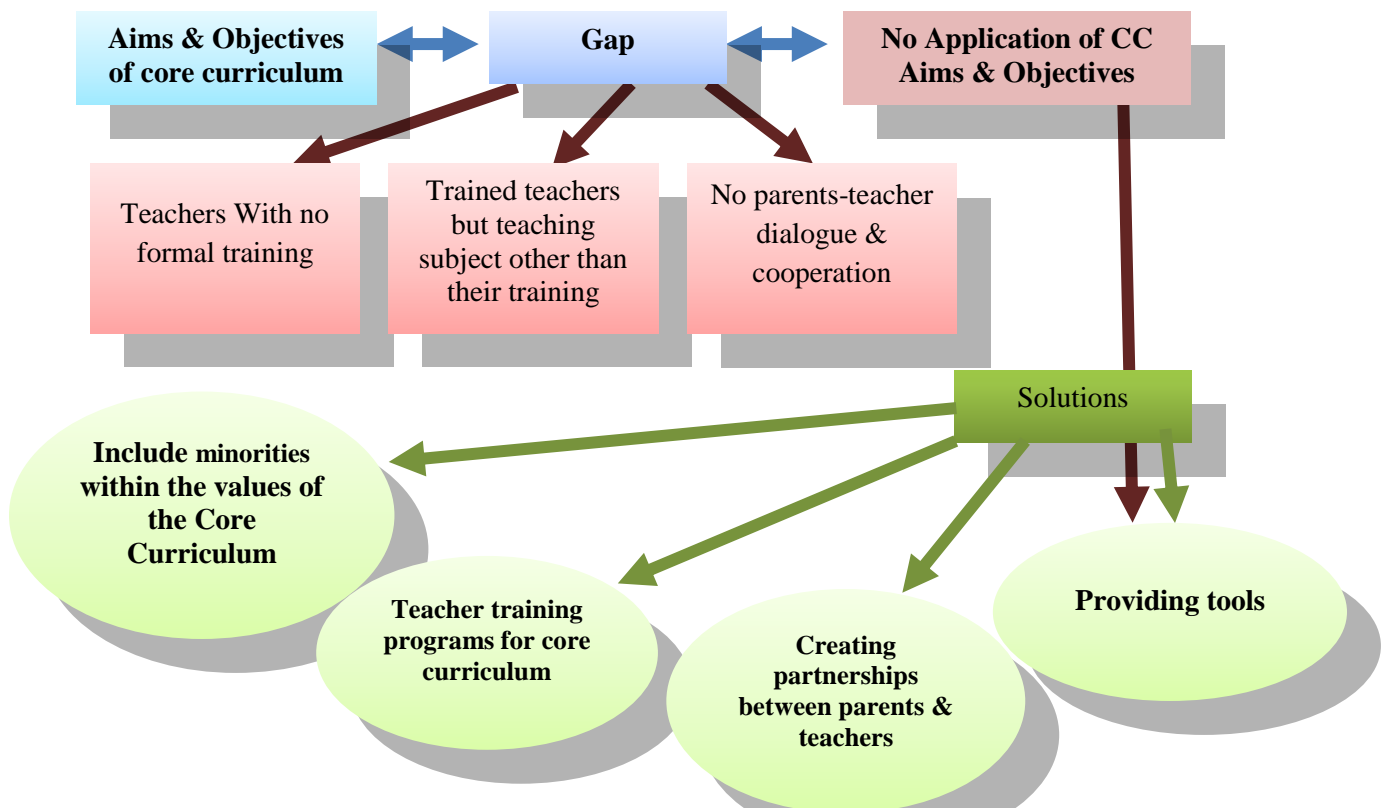 Aims & Objectives
of core curriculum
Gap
No Application of CC
Aims & Objectives
Teachers With no
formal training
Trained teachers
but teaching
subject other than
their training
No parents-teacher
dialogue &
cooperation
Solutions
Include minorities
within the values of
the Core
Curriculum
Teacher training
programs for core
curriculum
Creating
partnerships
between parents &
teachers
Providing tools